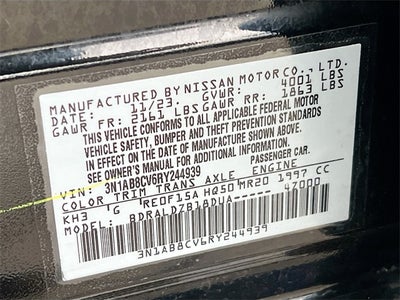 MANUFACTURED BY NISSAN MOTOR CO., LTD.
DATE: 11/23 GVWR: 4001 LBS
GAWR FR: 2161 LBS GAWR RR: 1863 LBS
THIS VEHICLE CONFORMS TO ALL APPLICABLE FEDERAL MOTOR
VEHICLE SAFETY, BUMPER AND THEFT PREVENTION STANDARDS
IN EFFECT ON THE DATE OF MANUFACTURE SHOWN ABOVE.
SEE OWNER'S MANUAL FOR FURTHER INFORMATION
VIN: 3N1AB8CV6RY244939 PASSENGER CAR.
COLOR TRIM TRANS AXLE ENGINE
KH3 G RE0F15A HQ50 MR20 1997 CC
MODEL: BDRALDZB18DUA----- 47000
3N1AB8CV6RY244939